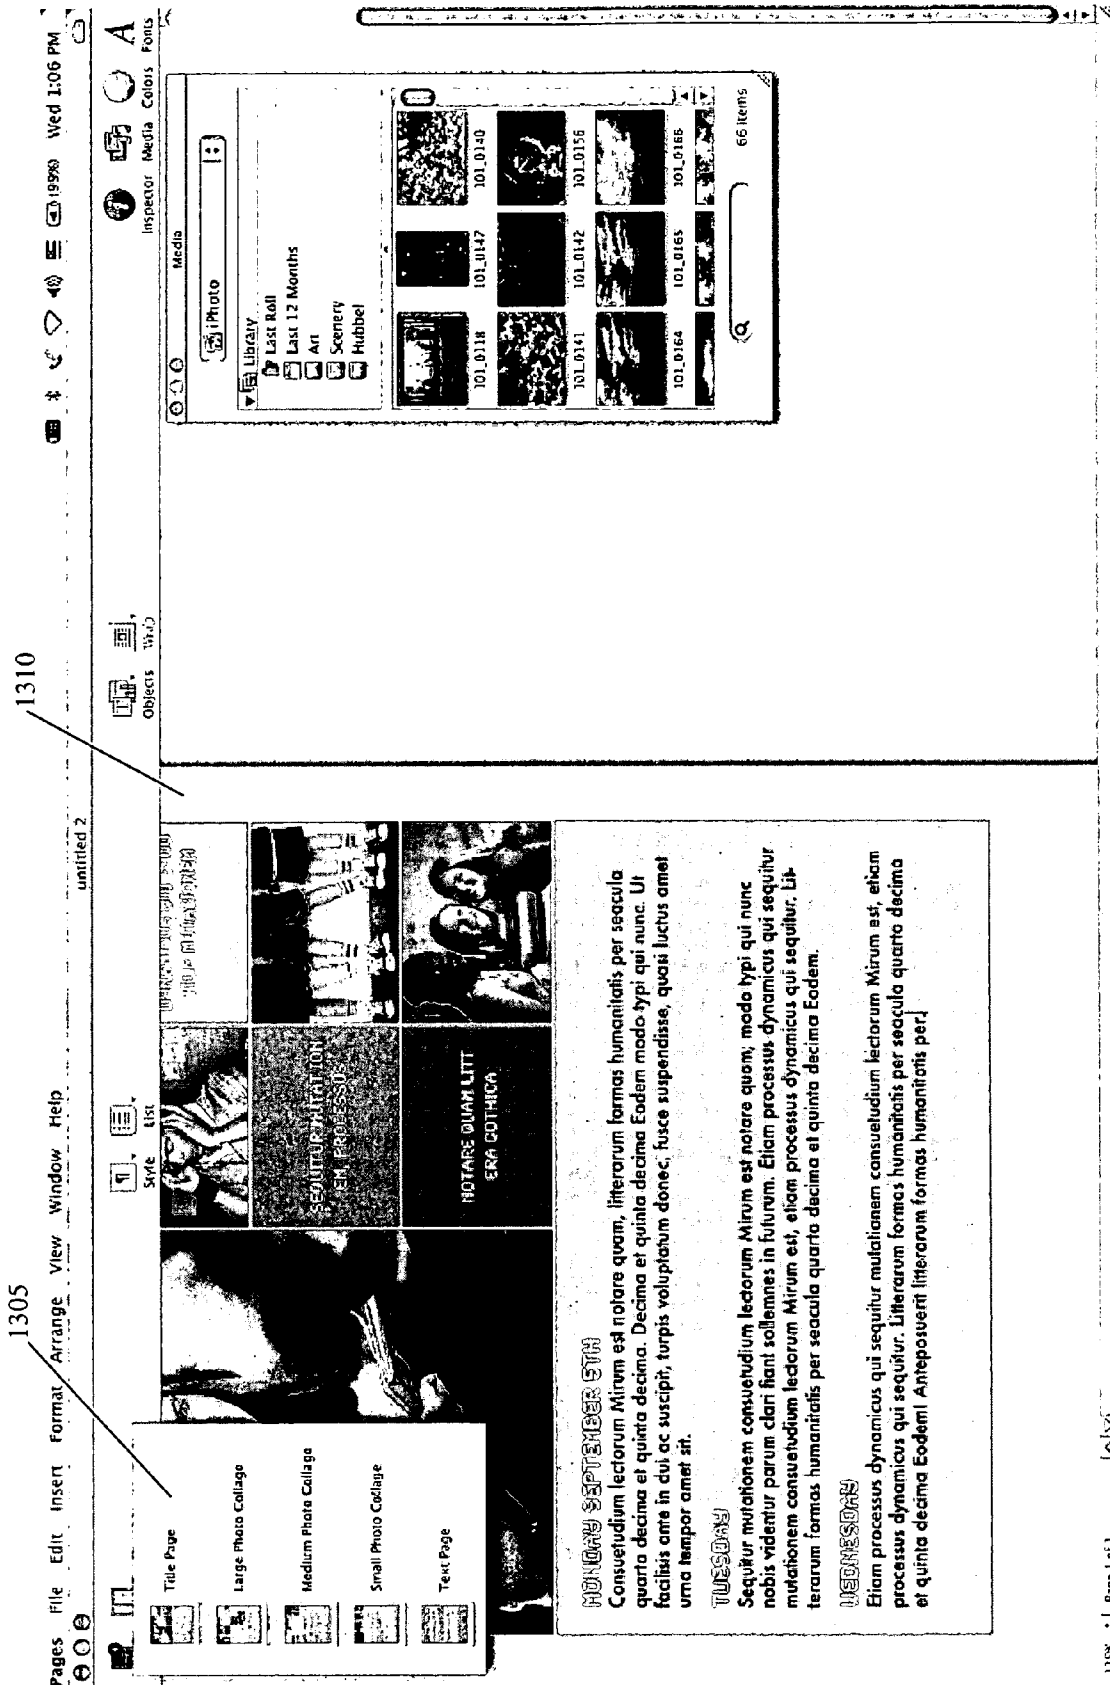 1305
1310
Pages File Edit Insert Format Arrange View Window Help
(99%) Wed 1:06 PM
untitled 2
Style List
Objects
Inspector Media Colors Fonts
Title Page
Large Photo Collage
Medium Photo Collage
Small Photo Collage
Text Page
SEQUITUR MUTATION
EM PROCESSUS
NOTARE QUAM LITT
ERA GOTHICA
MONDAY SEPTEMBER 5TH
Consuetudium lectorum Mirum est notare quam, litterarum formas humanitatis per seacula
quarta decima et quinta decima. Decima et quinta decima Eodem modo typi qui nunc. Ut
facilisis ante in dui ac suscipit, turpis voluptatum donec, fusce suspendisse, quasi luctus amet
urna tempor amet sit.
TUESDAY
Sequitur mutationem consuetudium lectorum Mirum est notare quam; modo typi qui nunc
nobis videntur parum clari fiant sollemnes in futurum. Etiam processus dynamicus qui sequitur
mutationem consuetudium lectorum Mirum est, etiam processus dynamicus qui sequitur. Lit-
terarum formas humanitatis per seacula quarta decima et quinta decima Eodem.
WEDNESDAY
Etiam processus dynamicus qui sequitur mutationem consuetudium lectorum Mirum est, etiam
processus dynamicus qui sequitur. Litterarum formas humanitatis per seacula quarta decima
et quinta decima Eodem! Anteposuerit litterarum formas humanitatis per.
Media
iPhoto
Library
Last Roll
Last 12 Months
Art
Scenery
Hubbel
101_0118 101_0147 101_0140
101_0141 101_0142 101_0156
101_0164 101_0165 101_0166
66 items